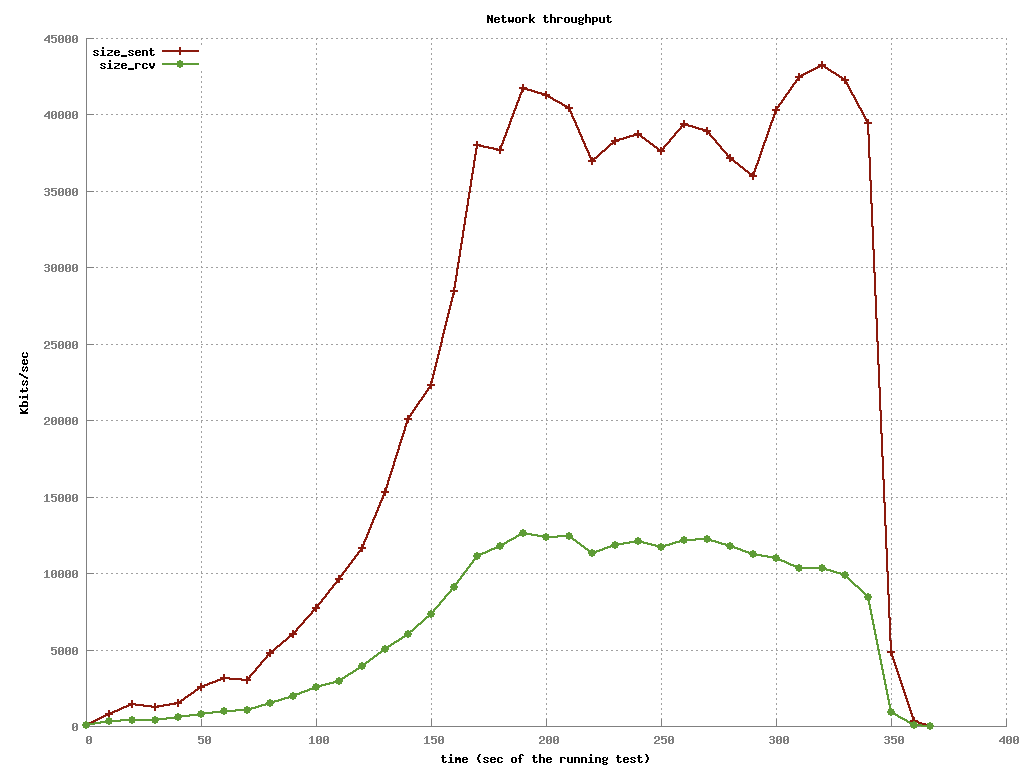 Network throughput
size_sent
size_rcv
45000
40000
35000
30000
25000
20000
15000
10000
5000
0
Kbits/sec
0 50 100 150 200 250 300 350 400
time (sec of the running test)